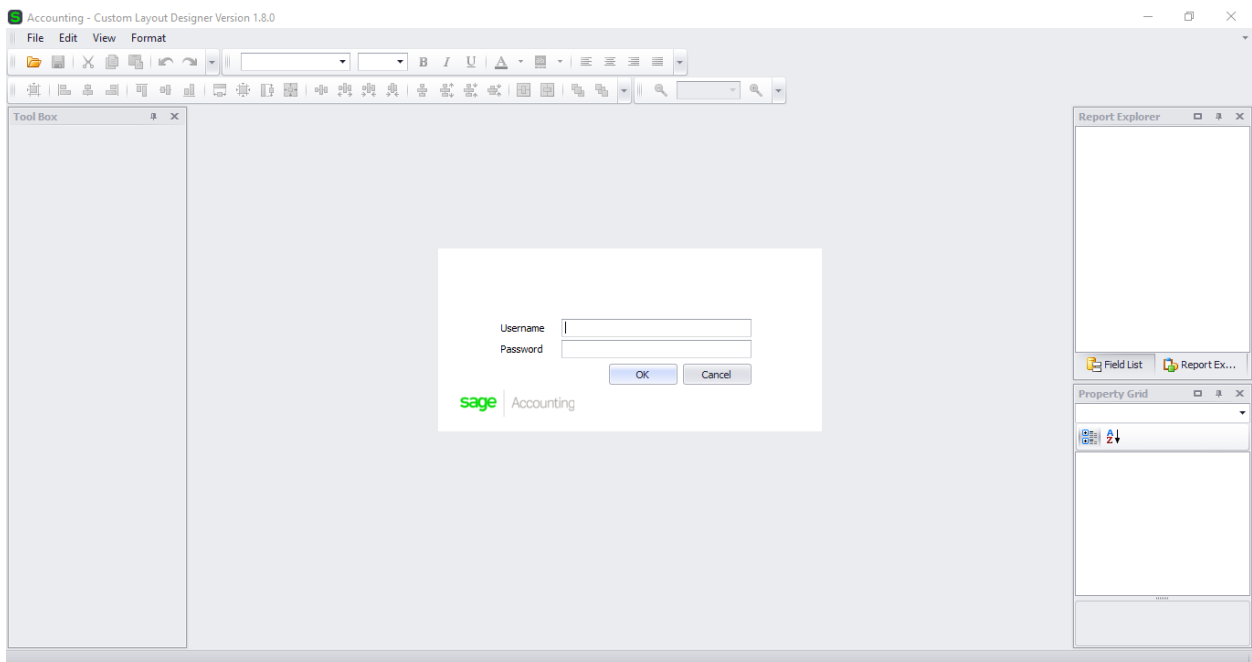 Accounting - Custom Layout Designer Version 1.8.0
File Edit View Format
B I U A
Tool Box
Report Explorer
Username
Password
OK Cancel
sage Accounting
Field List Report Ex...
Property Grid
A
Z